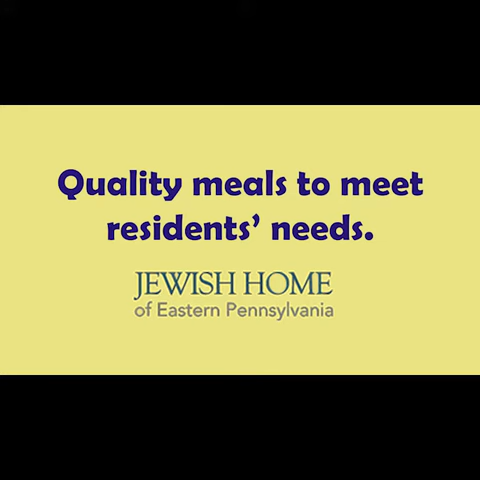 Quality meals to meet
residents’ needs.
JEWISH HOME
of Eastern Pennsylvania